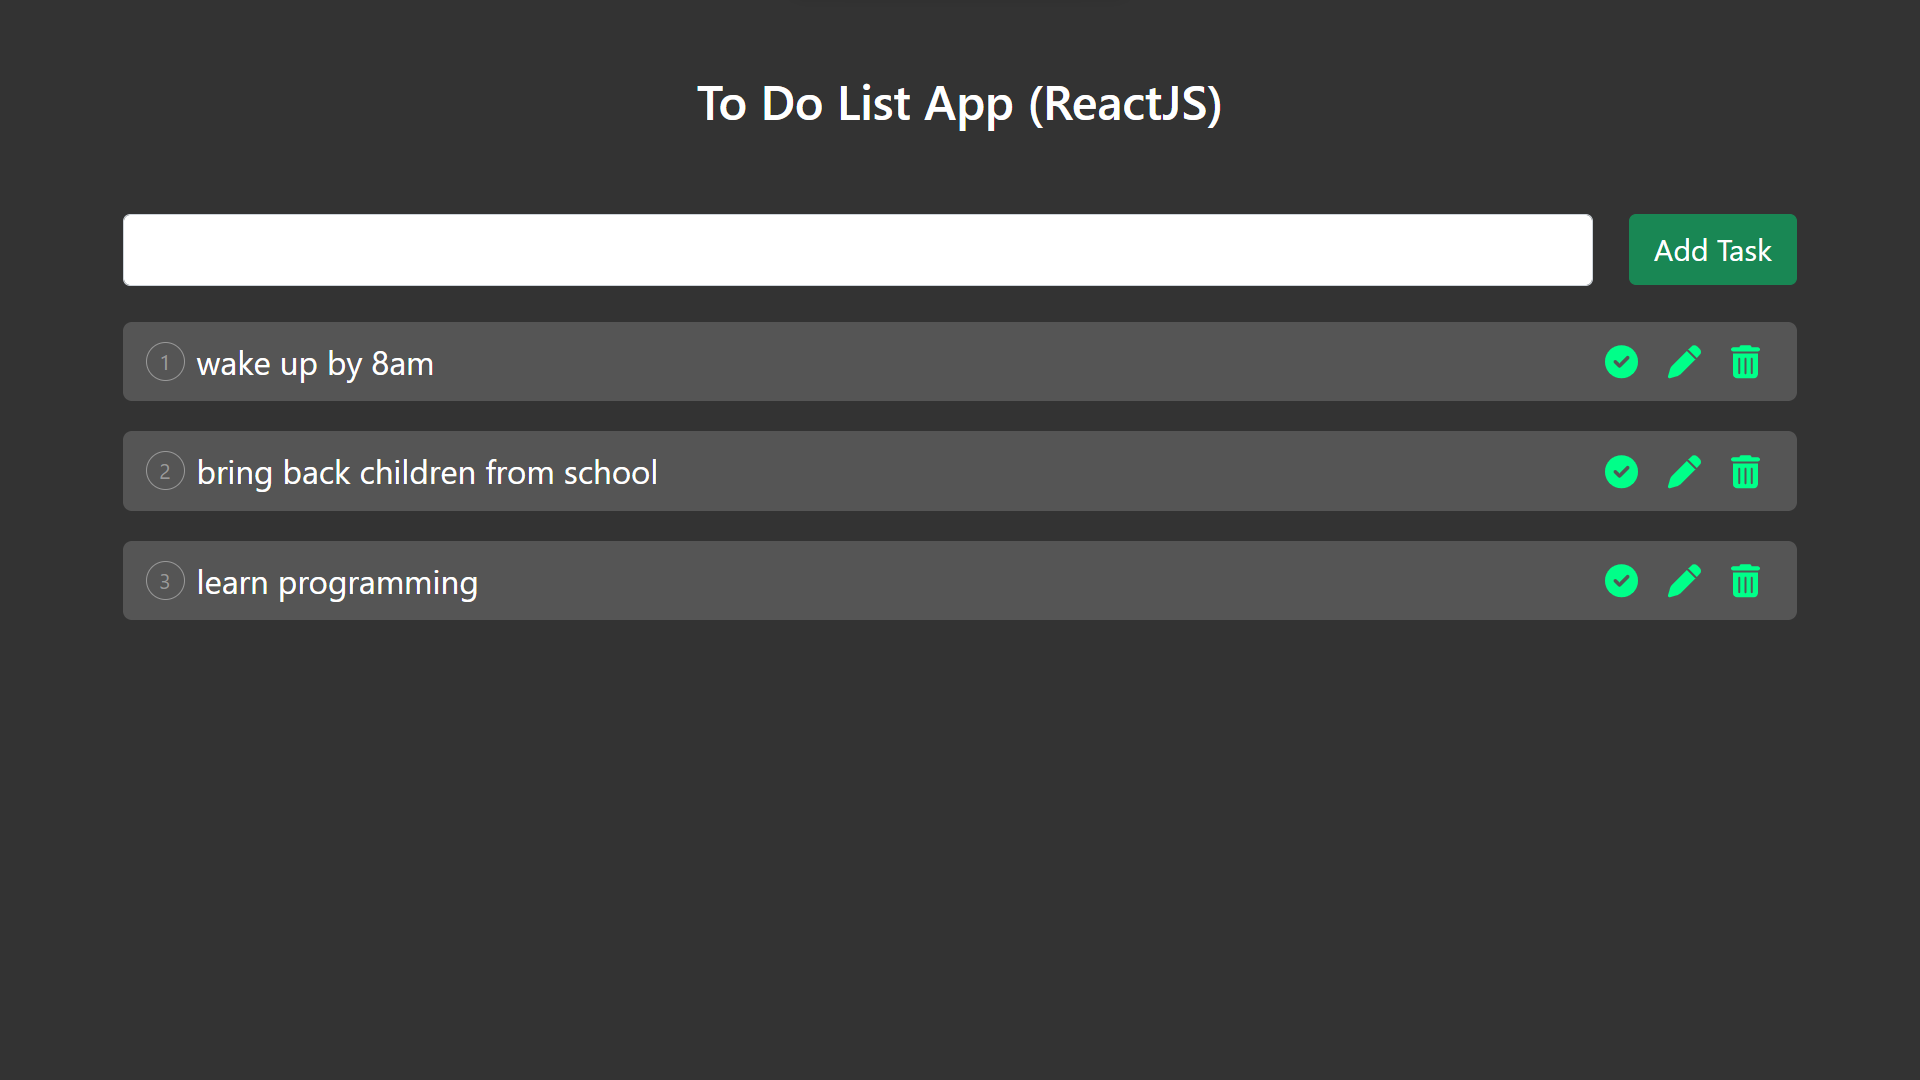 To Do List App (ReactJS)
Add Task
1 wake up by 8am
2 bring back children from school
3 learn programming